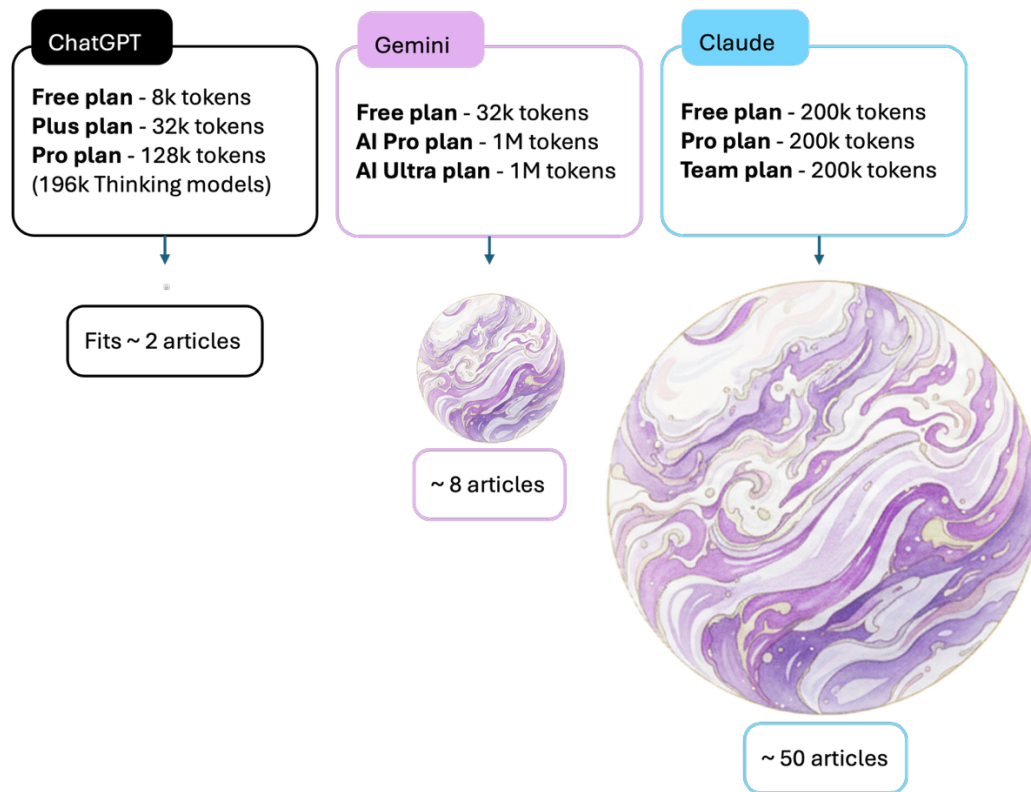 ChatGPT
Free plan - 8k tokens
Plus plan - 32k tokens
Pro plan - 128k tokens
(196k Thinking models)
Fits ~ 2 articles
Gemini
Free plan - 32k tokens
AI Pro plan - 1M tokens
AI Ultra plan - 1M tokens
~ 8 articles
Claude
Free plan - 200k tokens
Pro plan - 200k tokens
Team plan - 200k tokens
~ 50 articles